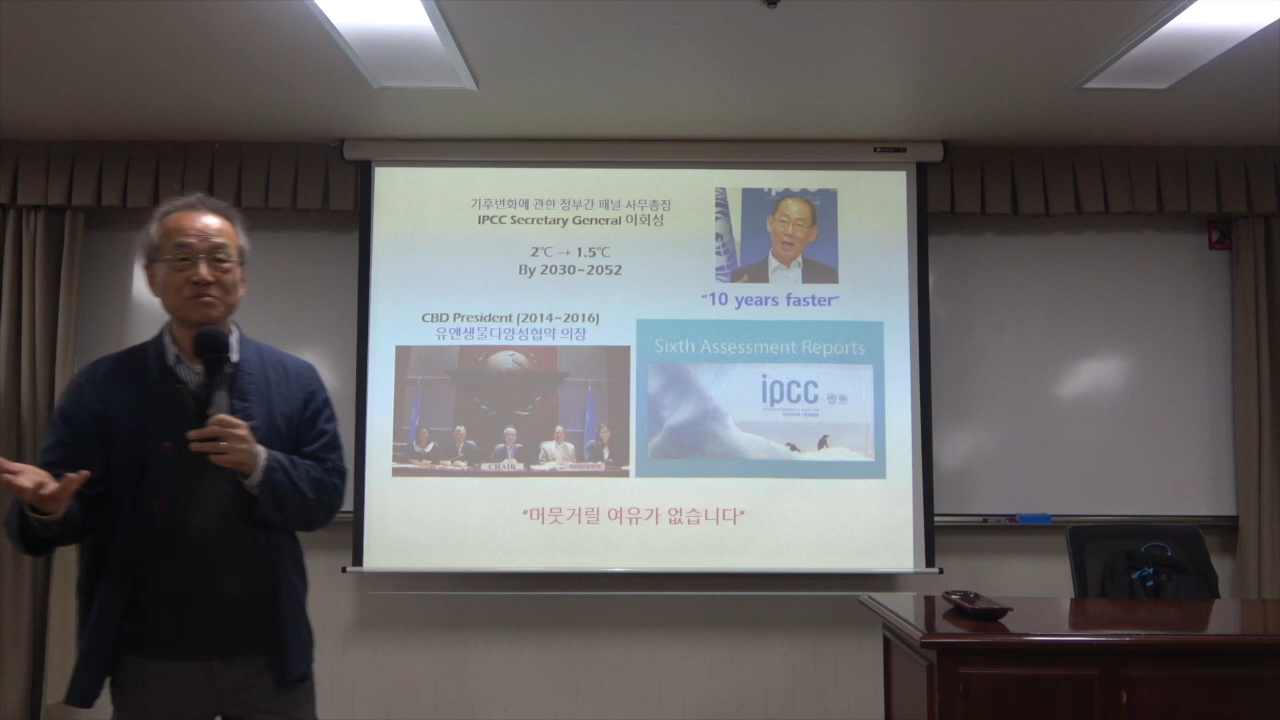 기후변화에 관한 정부간 패널 사무총장
IPCC Secretary General 이회성
2℃ → 1.5℃
By 2030~2052
ipcc
"10 years faster"
CBD President (2014~2016)
유엔생물다양성협약 의장
CHAIR
Sixth Assessment Reports
ipcc
"머뭇거릴 여유가 없습니다"